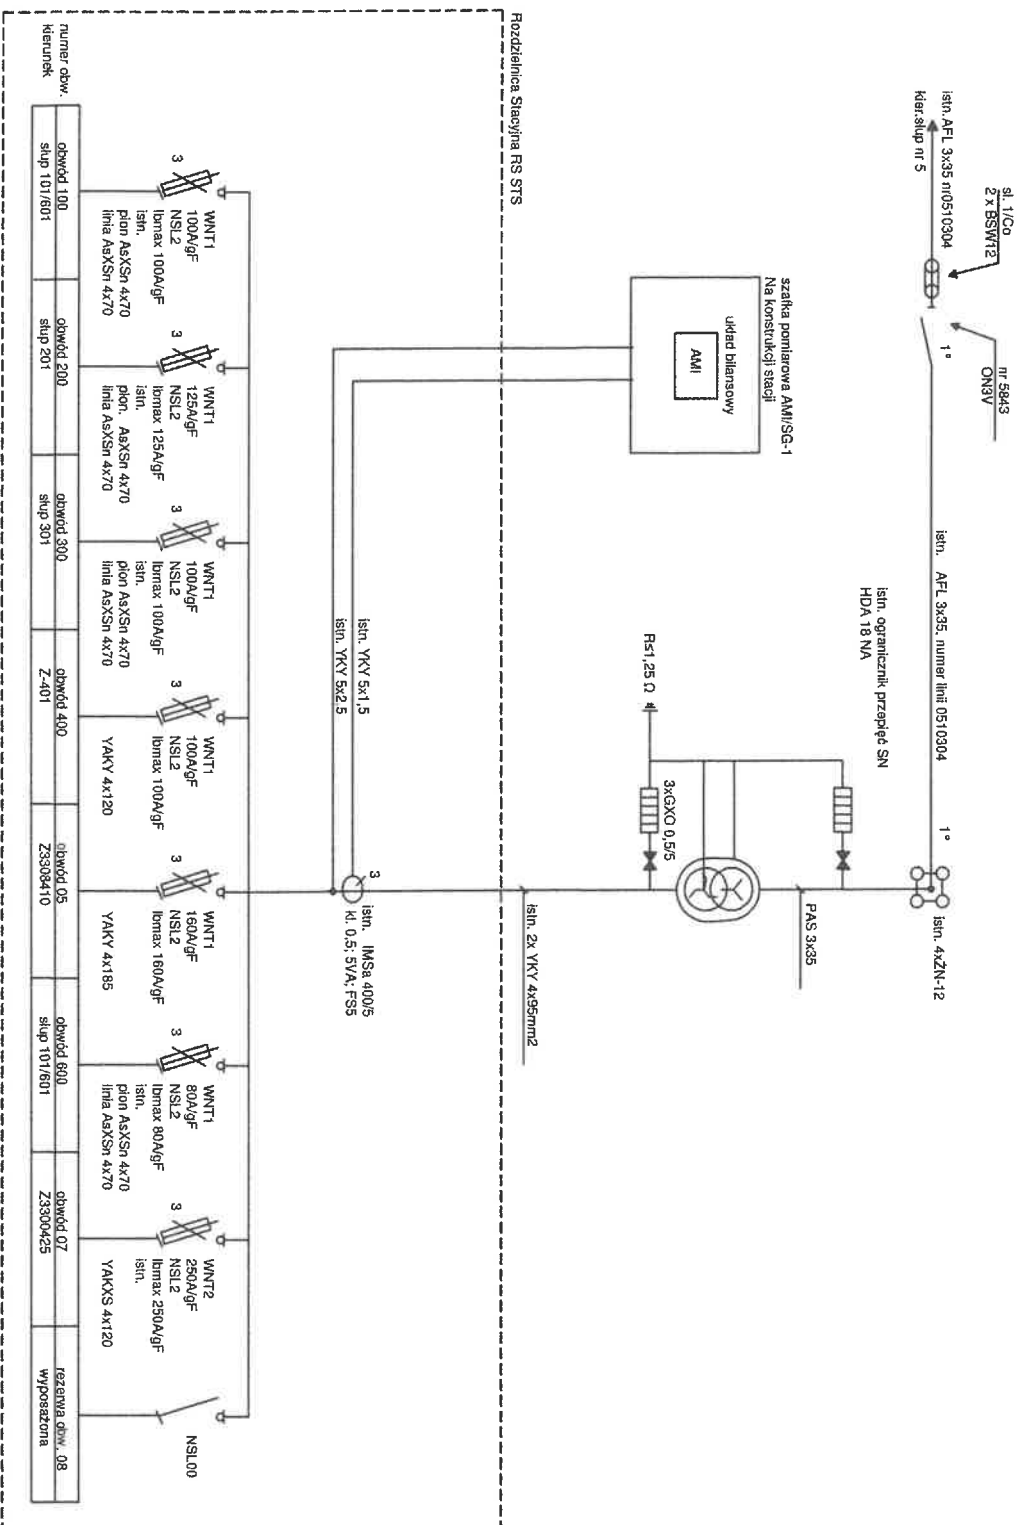 sł. 1/Co
2 x BSW12
nr 5843
ON3V
istn.AFL 3x35 nr0510304
kier.słup nr 5
1°
istn. AFL 3x35, numer linii 0510304
1°
istn. 4xŻN-12
istn. ogranicznik przepięć SN
HDA 18 NA
PAS 3x35
szafka pomiarowa AMI/SG-1
Na konstrukcji stacji
układ bilansowy
AMI
R≤1,25 Ω
3xGXO 0,5/5
istn. 2x YKY 4x95mm2
Rozdzielnica Stacyjna RS STS
istn. YKY 5x1,5
istn. YKY 5x2,5
3
istn. IMSa 400/5
kl. 0,5; 5VA; FS5
3
WNT1
100A/gF
NSL2
Ibmax 100A/gF
istn.
pion AsXSn 4x70
linia AsXSn 4x70
3
WNT1
125A/gF
NSL2
Ibmax 125A/gF
istn.
pion. AsXSn 4x70
linia AsXSn 4x70
3
WNT1
100A/gF
NSL2
Ibmax 100A/gF
istn.
pion AsXSn 4x70
linia AsXSn 4x70
3
WNT1
100A/gF
NSL2
Ibmax 100A/gF
YAKY 4x120
3
WNT1
160A/gF
NSL2
Ibmax 160A/gF
YAKY 4x185
3
WNT1
80A/gF
NSL2
Ibmax 80A/gF
istn.
pion AsXSn 4x70
linia AsXSn 4x70
3
WNT2
250A/gF
NSL2
Ibmax 250A/gF
istn.
YAKXS 4x120
NSL00
numer obw.
kierunek
obwód 100
słup 101/601
obwód 200
słup 201
obwód 300
słup 301
obwód 400
Z-401
obwód 05
Z3308410
obwód 600
słup 101/601
obwód 07
Z3300425
rezerwa obw. 08
wyposażona